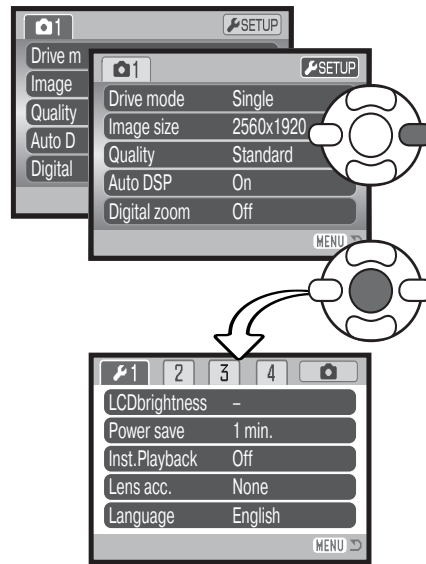 1 SETUP
Drive m
Image
Quality
Auto D
Digital
1 SETUP
Drive mode Single
Image size 2560x1920
Quality Standard
Auto DSP On
Digital zoom Off
MENU
1 2 3 4
LCDbrightness –
Power save 1 min.
Inst.Playback Off
Lens acc. None
Language English
MENU